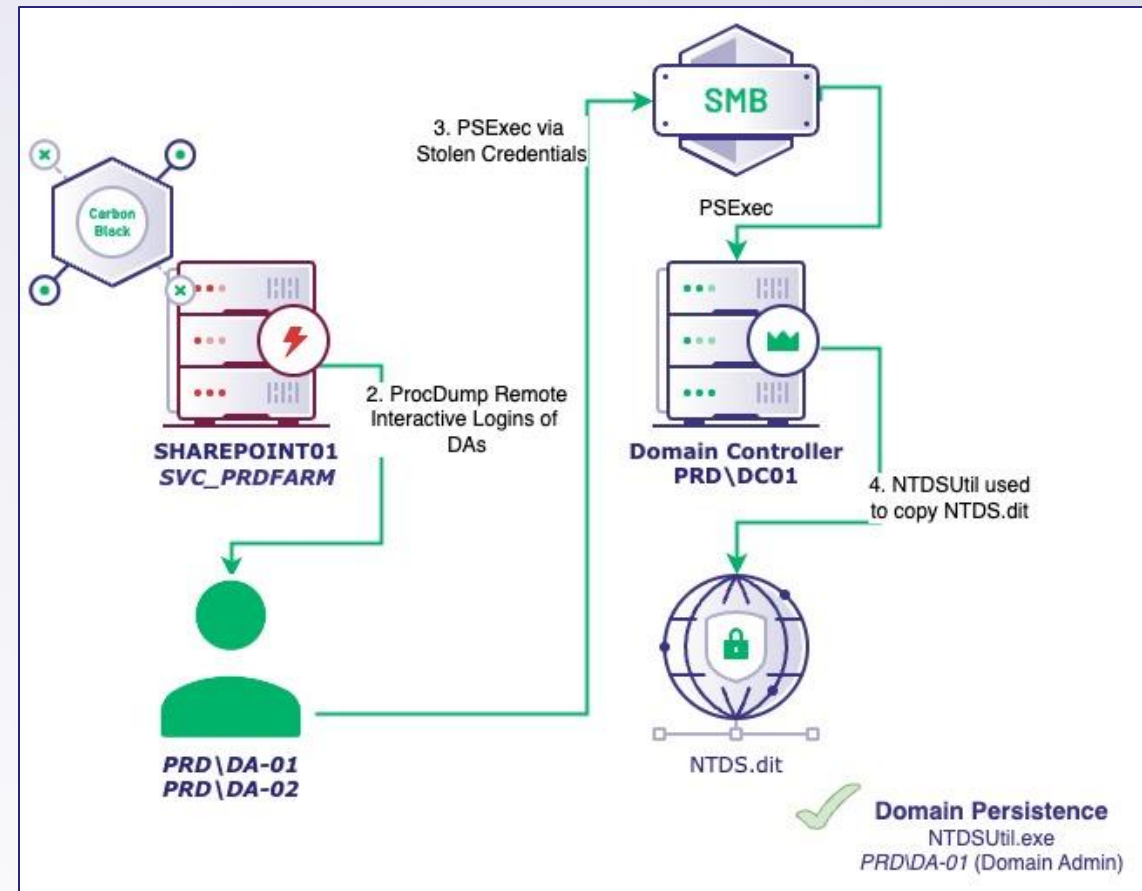 SMB
3. PSExec via
Stolen Credentials
Carbon
Black
PSExec
2. ProcDump Remote
Interactive Logins of
DAs
SHAREPOINT01
SVC_PRDFARM
Domain Controller
PRD\DC01
4. NTDSUtil used
to copy NTDS.dit
PRD\DA-01
PRD\DA-02
NTDS.dit
Domain Persistence
NTDSUtil.exe
PRD\DA-01 (Domain Admin)